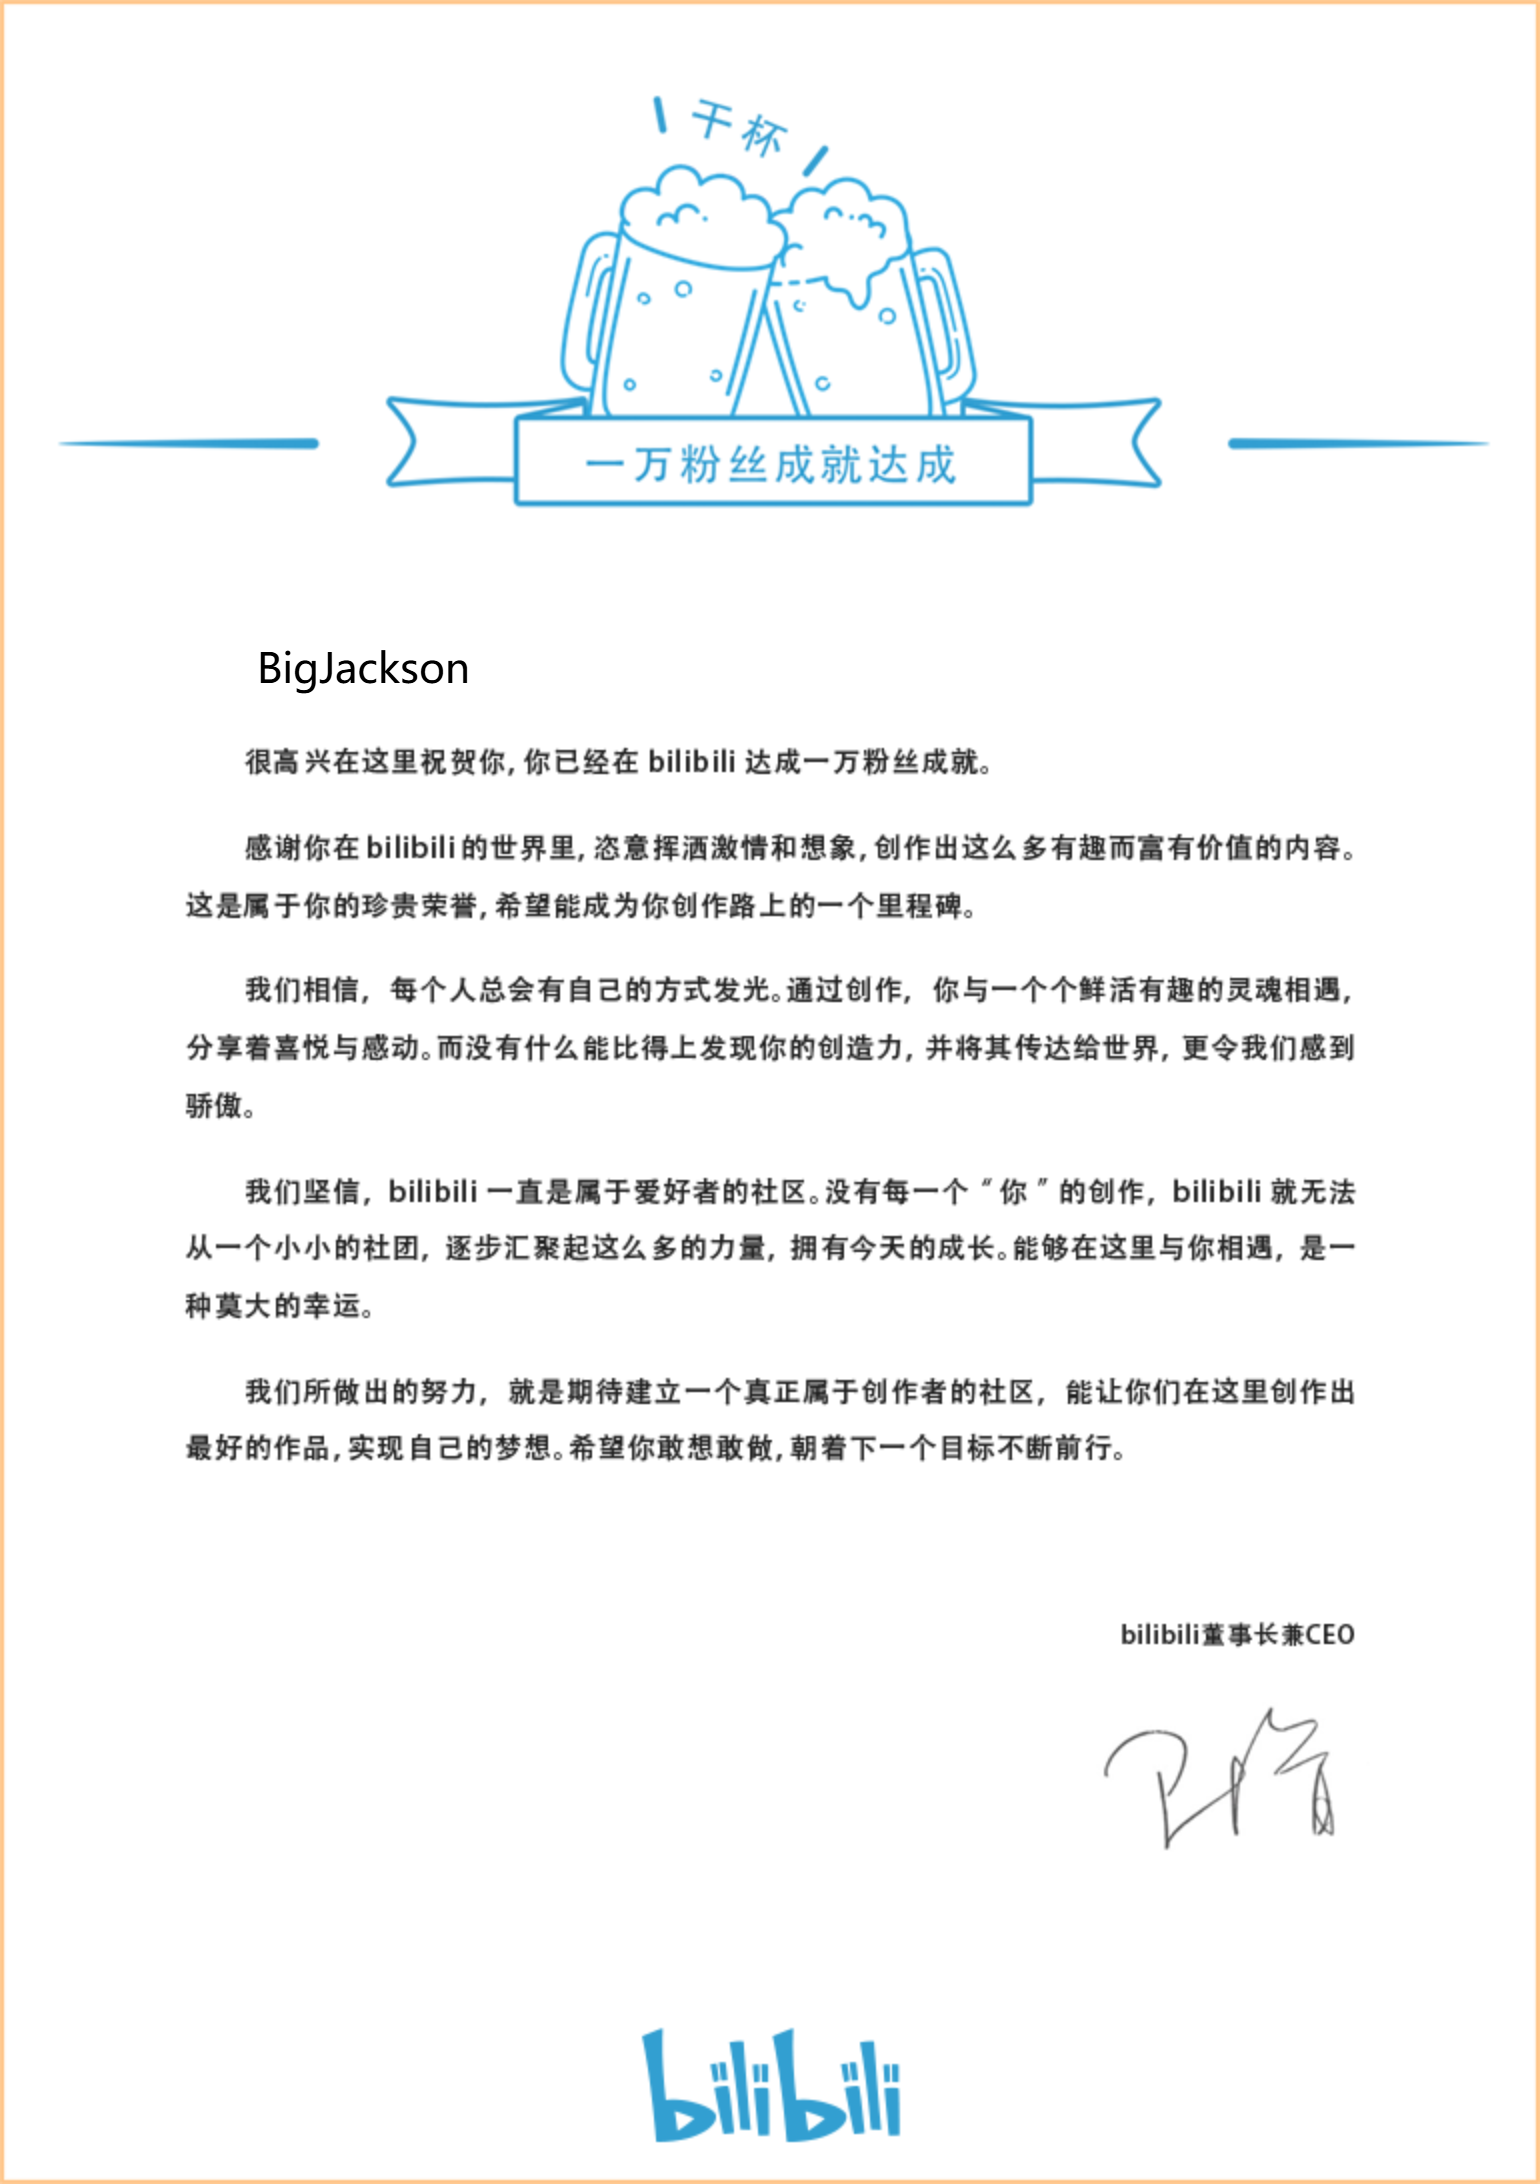 干杯
一万粉丝成就达成
BigJackson
很高兴在这里祝贺你,你已经在 bilibili 达成一万粉丝成就。
感谢你在 bilibili 的世界里,恣意挥洒激情和想象,创作出这么多有趣而富有价值的内容。
这是属于你的珍贵荣誉,希望能成为你创作路上的一个里程碑。
我们相信, 每个人总会有自己的方式发光。通过创作, 你与一个个鲜活有趣的灵魂相遇,
分享着喜悦与感动。而没有什么能比得上发现你的创造力, 并将其传达给世界, 更令我们感到
骄傲。
我们坚信, bilibili 一直是属于爱好者的社区。没有每一个“你”的创作, bilibili 就无法
从一个小小的社团, 逐步汇聚起这么多的力量, 拥有今天的成长。能够在这里与你相遇, 是一
种莫大的幸运。
我们所做出的努力, 就是期待建立一个真正属于创作者的社区, 能让你们在这里创作出
最好的作品,实现自己的梦想。希望你敢想敢做,朝着下一个目标不断前行。
bilibili董事长兼CEO
bilibili